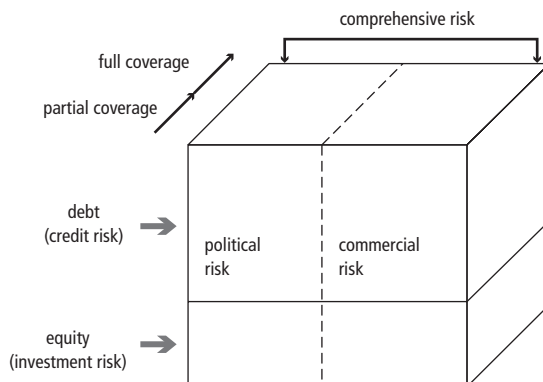 comprehensive risk
full coverage
partial coverage
debt
(credit risk)
political
risk
commercial
risk
equity
(investment risk)